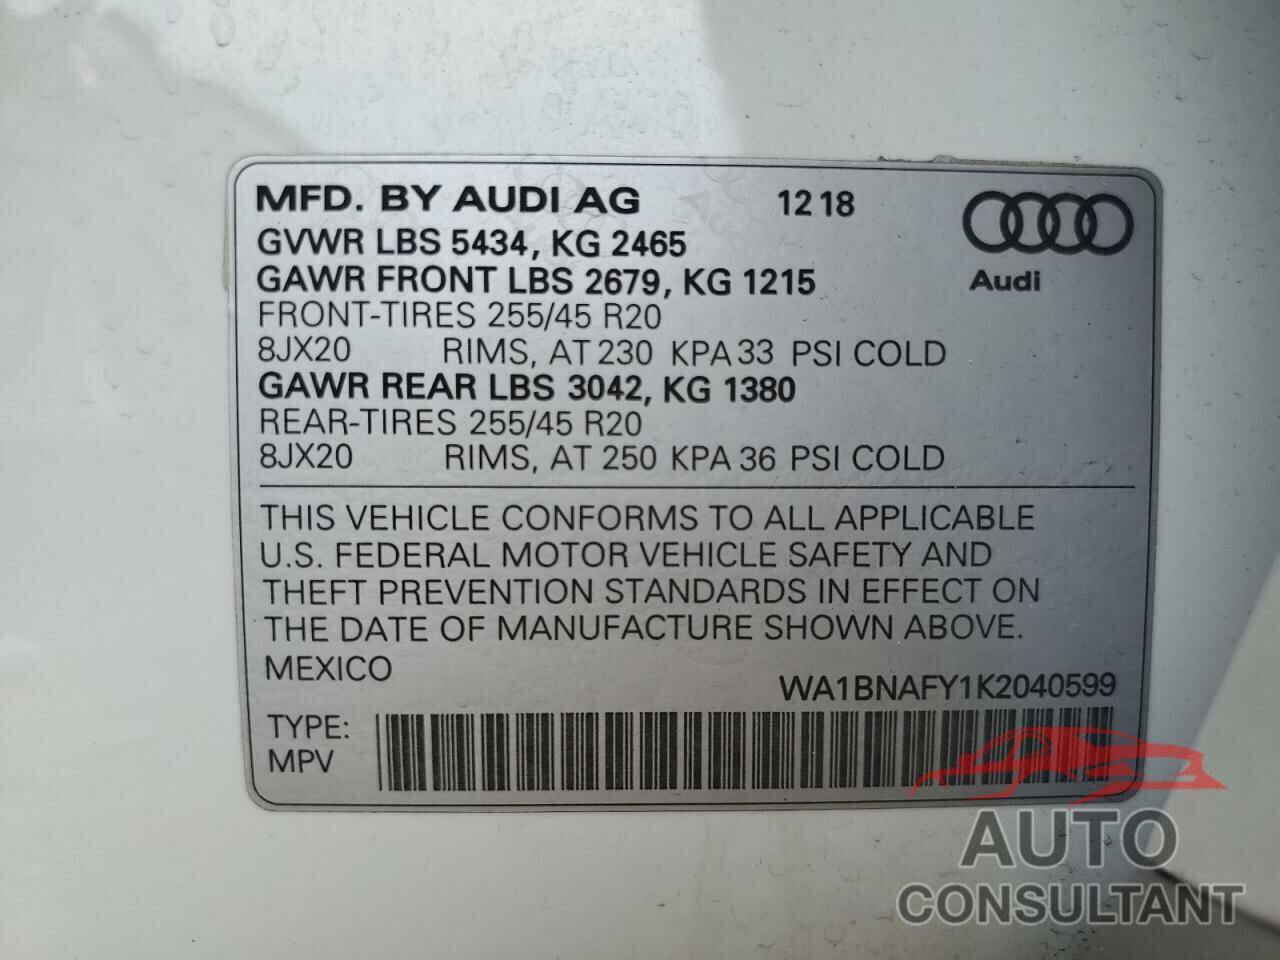 MFD. BY AUDI AG 12 18
GVWR LBS 5434, KG 2465
GAWR FRONT LBS 2679, KG 1215
Audi
FRONT-TIRES 255/45 R20
8JX20 RIMS, AT 230 KPA 33 PSI COLD
GAWR REAR LBS 3042, KG 1380
REAR-TIRES 255/45 R20
8JX20 RIMS, AT 250 KPA 36 PSI COLD
THIS VEHICLE CONFORMS TO ALL APPLICABLE
U.S. FEDERAL MOTOR VEHICLE SAFETY AND
THEFT PREVENTION STANDARDS IN EFFECT ON
THE DATE OF MANUFACTURE SHOWN ABOVE.
MEXICO
WA1BNAFY1K2040599
TYPE:
MPV
AUTO
CONSULTANT